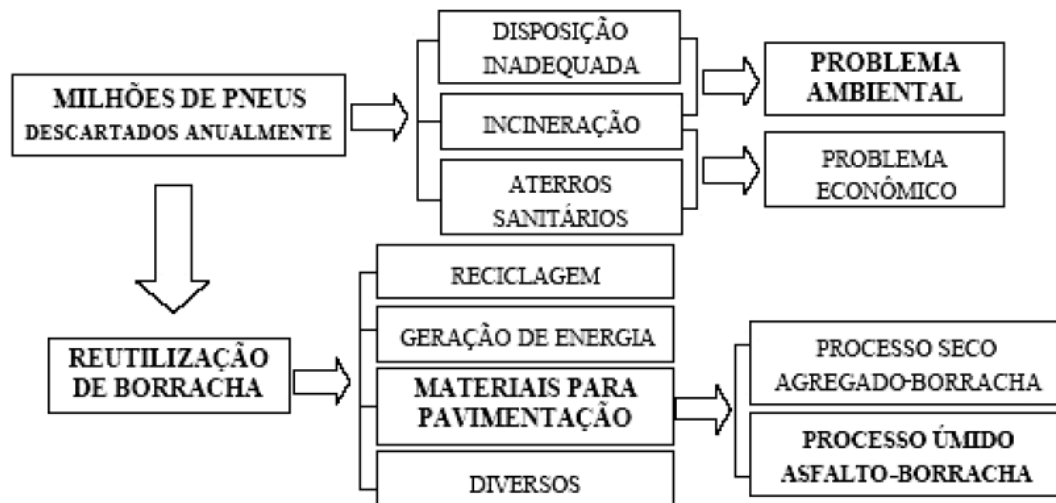 MILHÕES DE PNEUS
DESCARTADOS ANUALMENTE
DISPOSIÇÃO
INADEQUADA
INCINERAÇÃO
ATERROS
SANITÁRIOS
PROBLEMA
AMBIENTAL
PROBLEMA
ECONÔMICO
REUTILIZAÇÃO
DE BORRACHA
RECICLAGEM
GERAÇÃO DE ENERGIA
MATERIAIS PARA
PAVIMENTAÇÃO
DIVERSOS
PROCESSO SECO
AGREGADO-BORRACHA
PROCESSO ÚMIDO
ASFALTO-BORRACHA